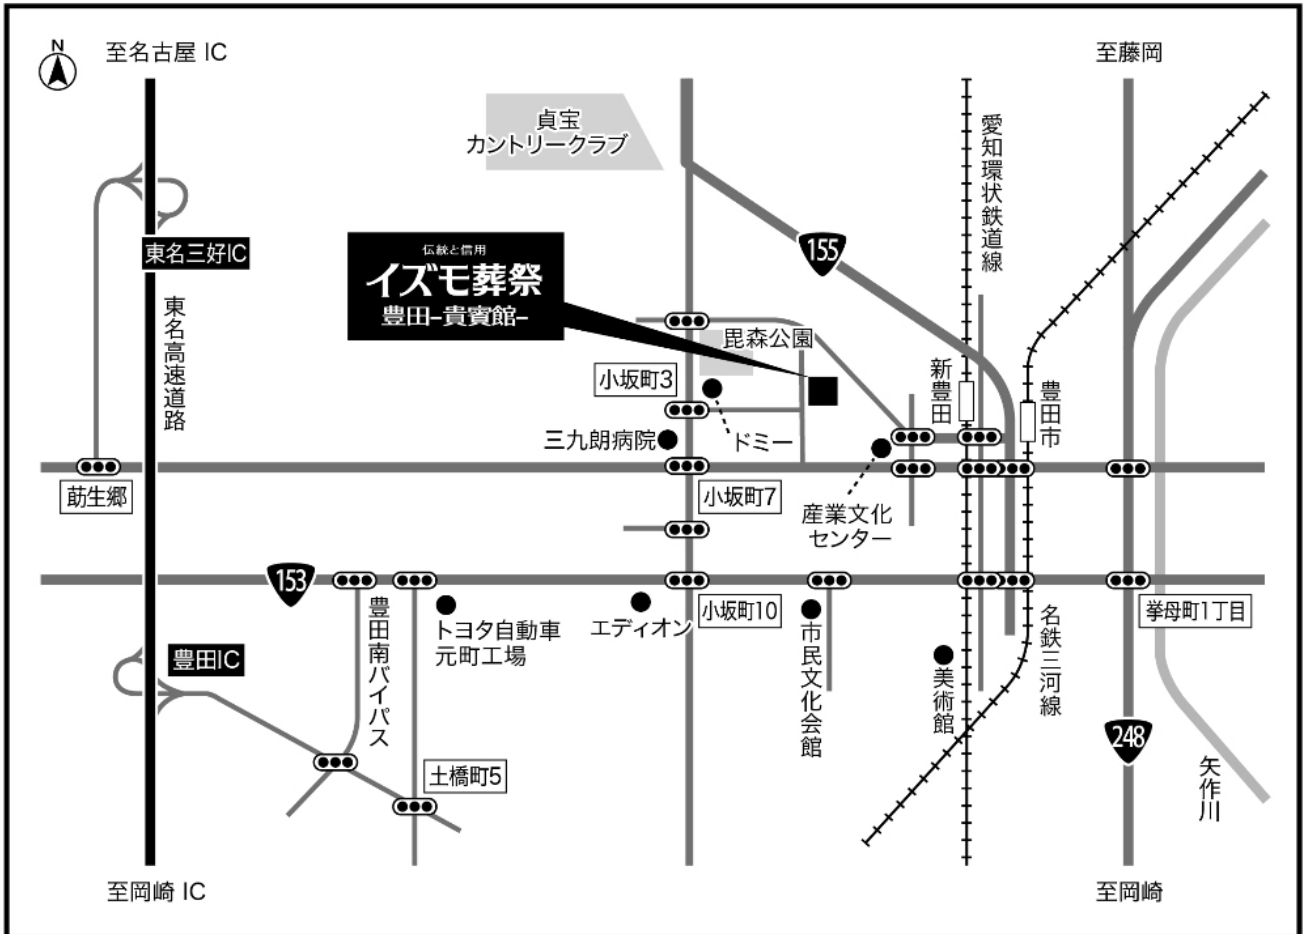 N
至名古屋 IC
至藤岡
貞宝
カントリークラブ
愛知環状鉄道線
155
東名三好IC
伝統と信用
イズモ葬祭
豊田-貴賓館-
東名高速道路
毘森公園
小坂町3
新豊田
豊田市
三九朗病院
ドミー
莇生郷
小坂町7
産業文化
センター
153
豊田南バイパス
トヨタ自動車
元町工場
エディオン
小坂町10
市民文化会館
名鉄三河線
挙母町1丁目
豊田IC
美術館
248
土橋町5
矢作川
至岡崎 IC
至岡崎